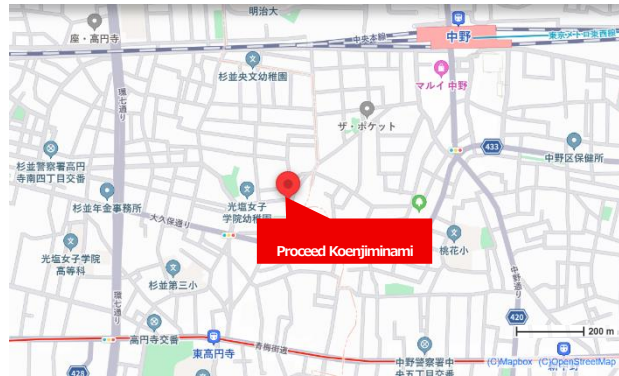 明治大
座・高円寺
中野
中央本線
東京メトロ東西線
杉並央文幼稚園
マルイ 中野
環七通り
ザ・ポケット
433
杉並警察署高円
寺南四丁目交番
中野区保健所
杉並年金事務所
光塩女子
学院幼稚園
大久保通り
Proceed Koenjiminami
桃花小
光塩女子学院
高等科
杉並第三小
中野通り
環七通り
420
200 m
高円寺交番
東高円寺
青梅街道
中野警察署中
央五丁目交番
(C)Mapbox (C)OpenStreetMap
428